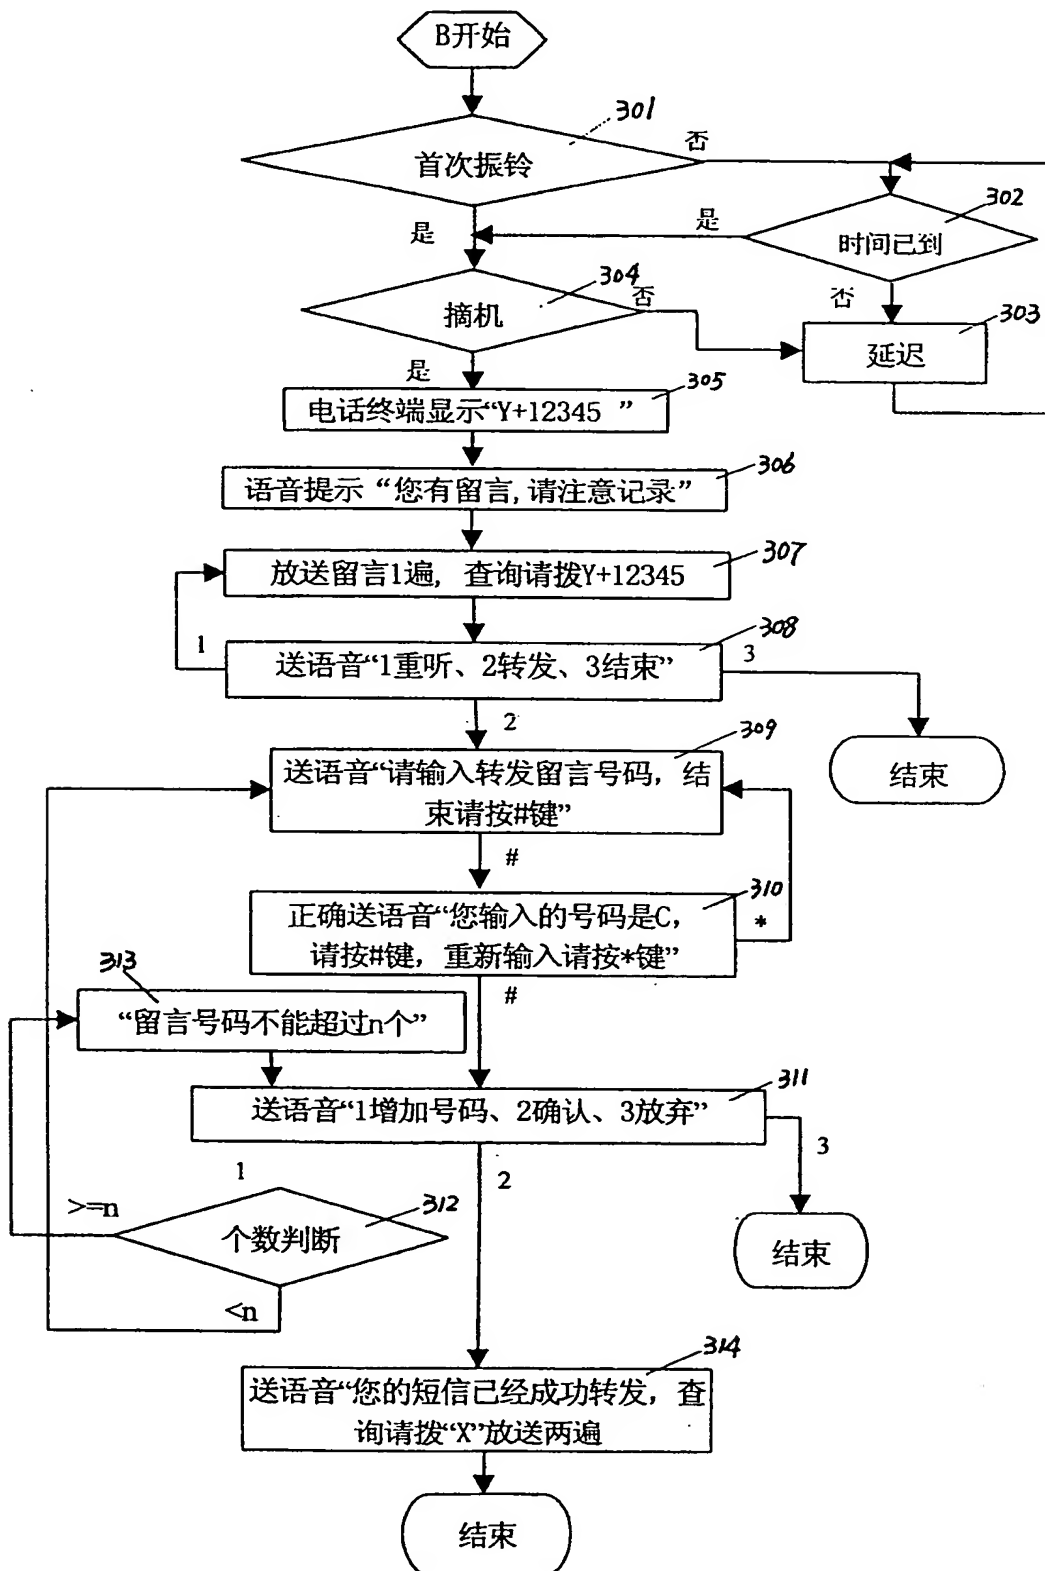 B开始
301
首次振铃
否
302
是
是
时间已到
304
否
否
303
摘机
延迟
是
305
电话终端显示“Y+12345 ”
306
语音提示 “您有留言, 请注意记录”
307
放送留言1遍, 查询请拨Y+12345
308
1
3
送语音“1重听、2转发、3结束”
2
309
送语音“请输入转发留言号码，结
束请按#键”
结束
#
310
正确送语音“您输入的号码是C，
请按#键，重新输入请按*键”
*
313
#
“留言号码不能超过n个”
311
送语音“1增加号码、2确认、3放弃”
3
1
2
>=n
312
个数判断
结束
<n
314
送语音“您的短信已经成功转发，查
询请拨“X”放送两遍
结束